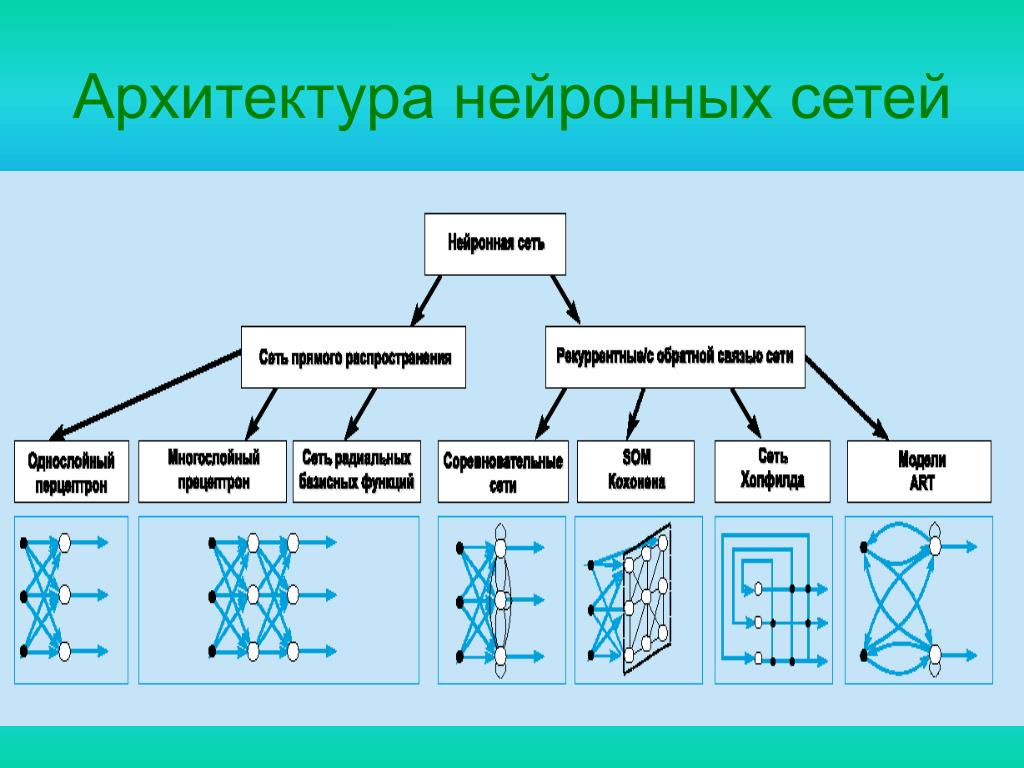 Архитектура нейронных сетей
Нейронная сеть
Сеть прямого распространения
Рекуррентные/с обратной связью сети
Однослойный
перцептрон
Многослойный
прецептрон
Сеть радиальных
базисных функций
Соревновательные
сети
SOM
Кохонена
Сеть
Хопфилда
Модели
ART